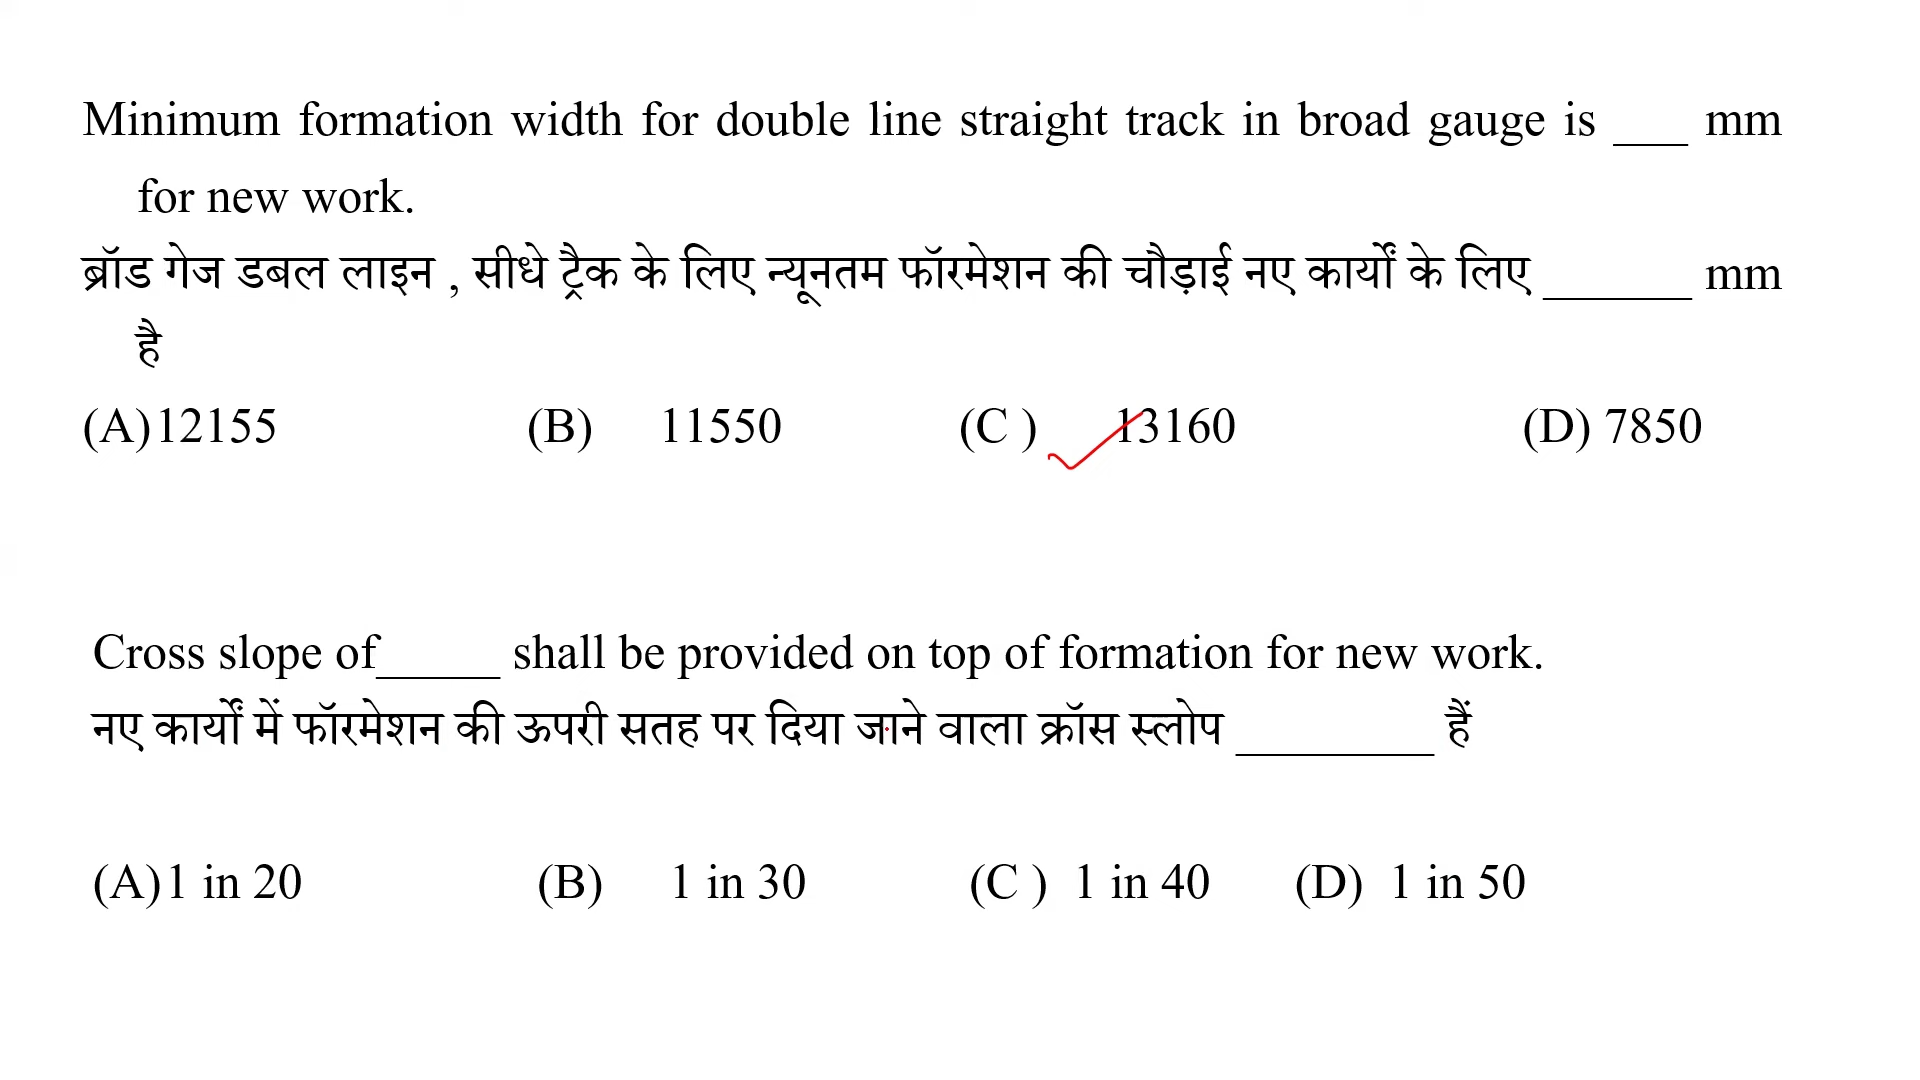 Minimum formation width for double line straight track in broad gauge is ___ mm
for new work.
ब्रॉड गेज डबल लाइन , सीधे ट्रैक के लिए न्यूनतम फॉरमेशन की चौड़ाई नए कार्यों के लिए ______ mm
है
(A) 12155 (B) 11550 (C ) 13160 (D) 7850
Cross slope of_____ shall be provided on top of formation for new work.
नए कार्यों में फॉरमेशन की ऊपरी सतह पर दिया जाने वाला क्रॉस स्लोप ________ हैं
(A) 1 in 20 (B) 1 in 30 (C ) 1 in 40 (D) 1 in 50